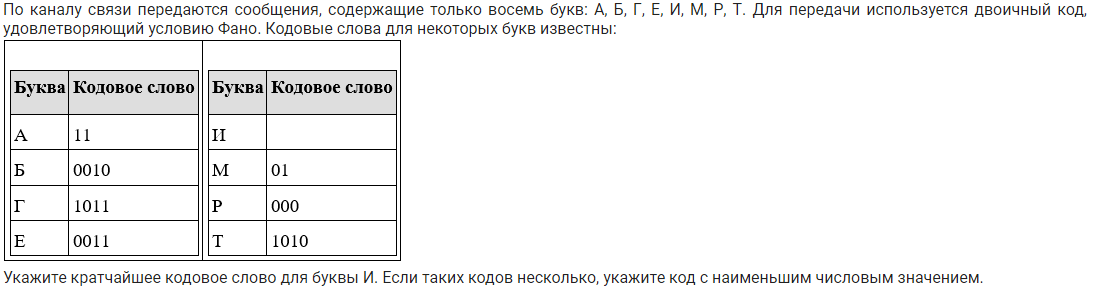 По каналу связи передаются сообщения, содержащие только восемь букв: А, Б, Г, Е, И, М, Р, Т. Для передачи используется двоичный код,
удовлетворяющий условию Фано. Кодовые слова для некоторых букв известны:
Буква Кодовое слово Буква Кодовое слово
А 11 И
Б 0010 М 01
Г 1011 Р 000
Е 0011 Т 1010
Укажите кратчайшее кодовое слово для буквы И. Если таких кодов несколько, укажите код с наименьшим числовым значением.